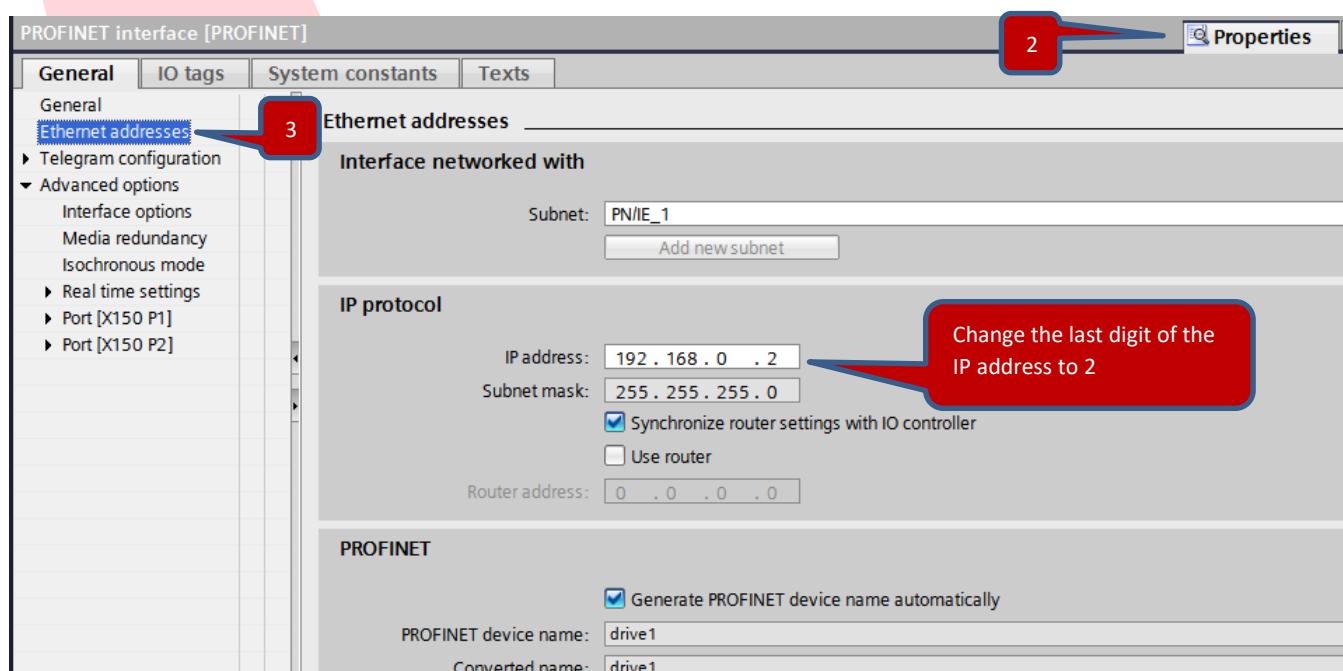 PROFINET interface [PROFINET]
2
Properties
General IO tags System constants Texts
General
Ethernet addresses
3
Telegram configuration
Advanced options
Interface options
Media redundancy
Isochronous mode
Real time settings
Port [X150 P1]
Port [X150 P2]
Ethernet addresses
Interface networked with
Subnet: PN/IE_1
Add new subnet
IP protocol
IP address: 192 . 168 . 0 . 2
Subnet mask: 255 . 255 . 255 . 0
Synchronize router settings with IO controller
Use router
Router address: 0 . 0 . 0 . 0
Change the last digit of the
IP address to 2
PROFINET
Generate PROFINET device name automatically
PROFINET device name: drive1
Converted name: drive1